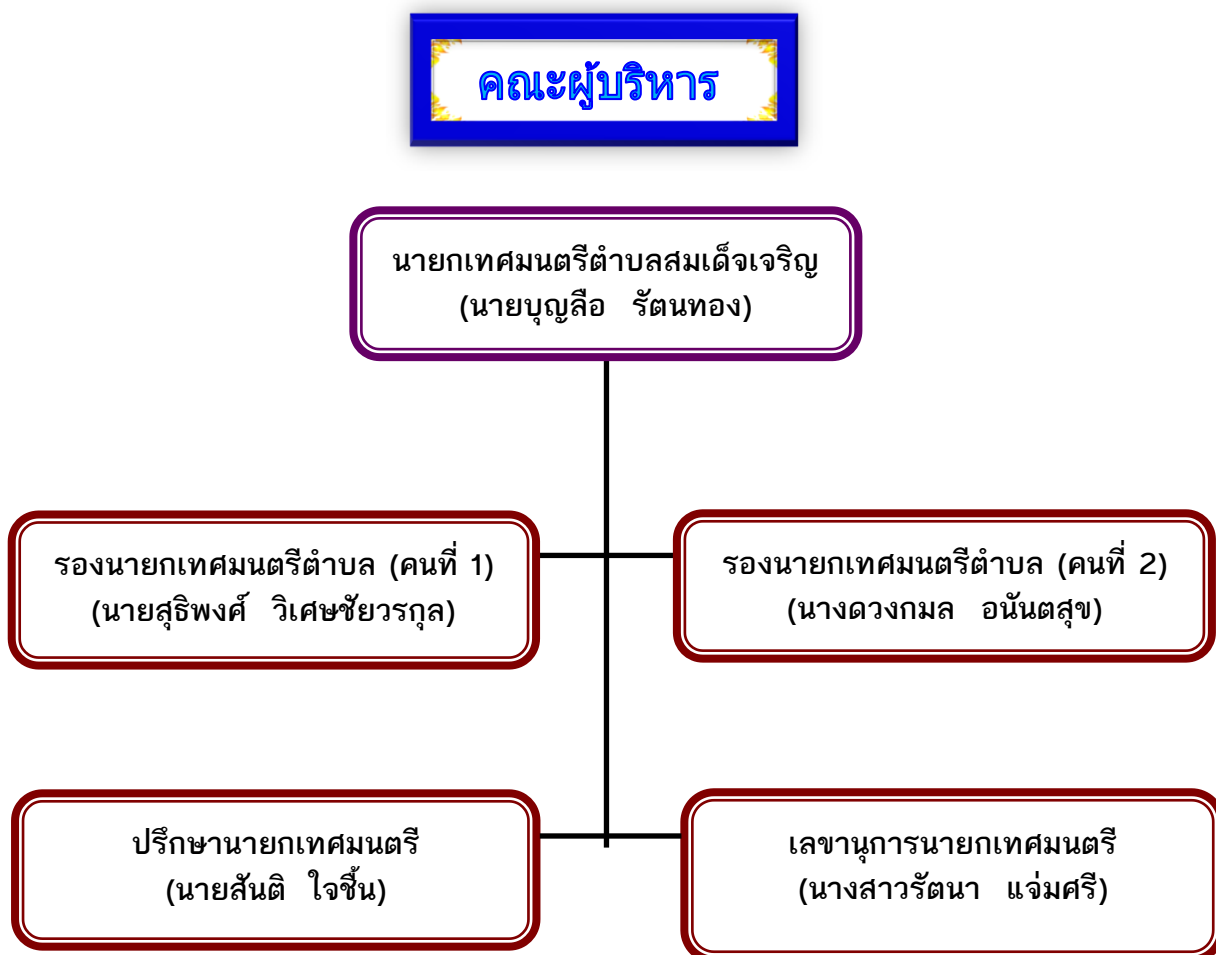 คณะผู้บริหาร
นายกเทศมนตรีตำบลสมเด็จเจริญ
(นายบุญลือ รัตนทอง)
รองนายกเทศมนตรีตำบล (คนที่ 1)
(นายสุธิพงศ์ วิเศษชัยวรกุล)
รองนายกเทศมนตรีตำบล (คนที่ 2)
(นางดวงกมล อนันตสุข)
ปรึกษานายกเทศมนตรี
(นายสันติ ใจชื้น)
เลขานุการนายกเทศมนตรี
(นางสาวรัตนา แจ่มศรี)